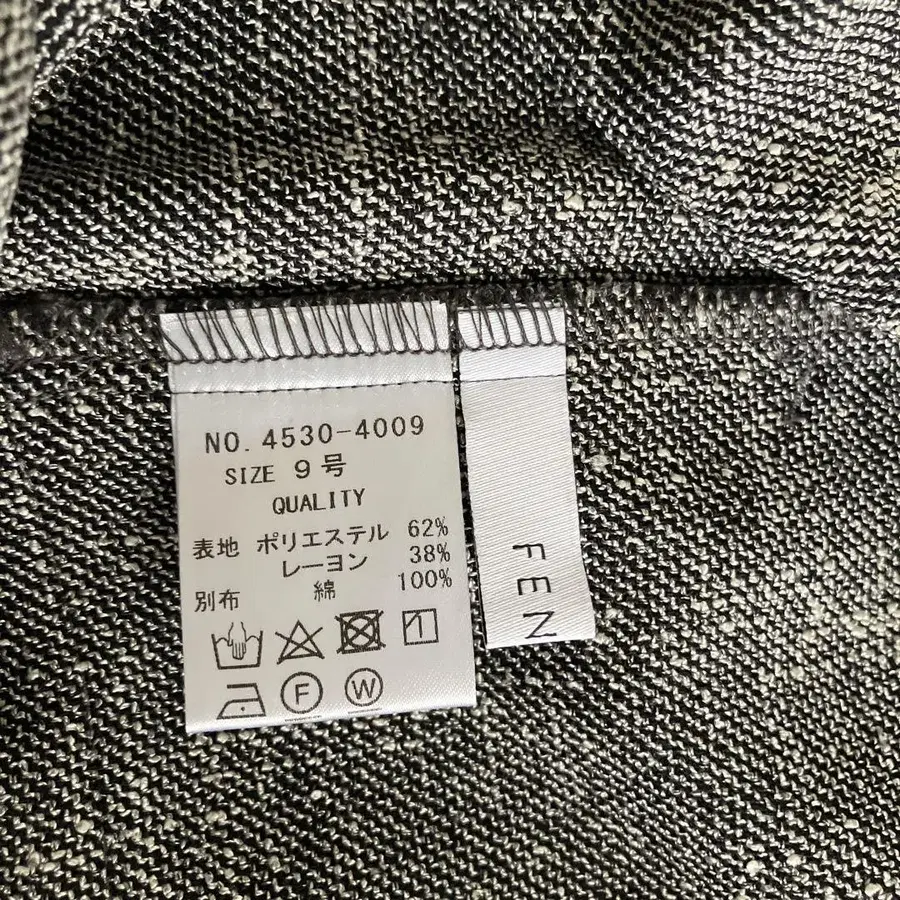 NO. 4530-4009
SIZE 9号
QUALITY
表地 ポリエステル 62%
レーヨン 38%
別布 綿 100%
F W
FEN